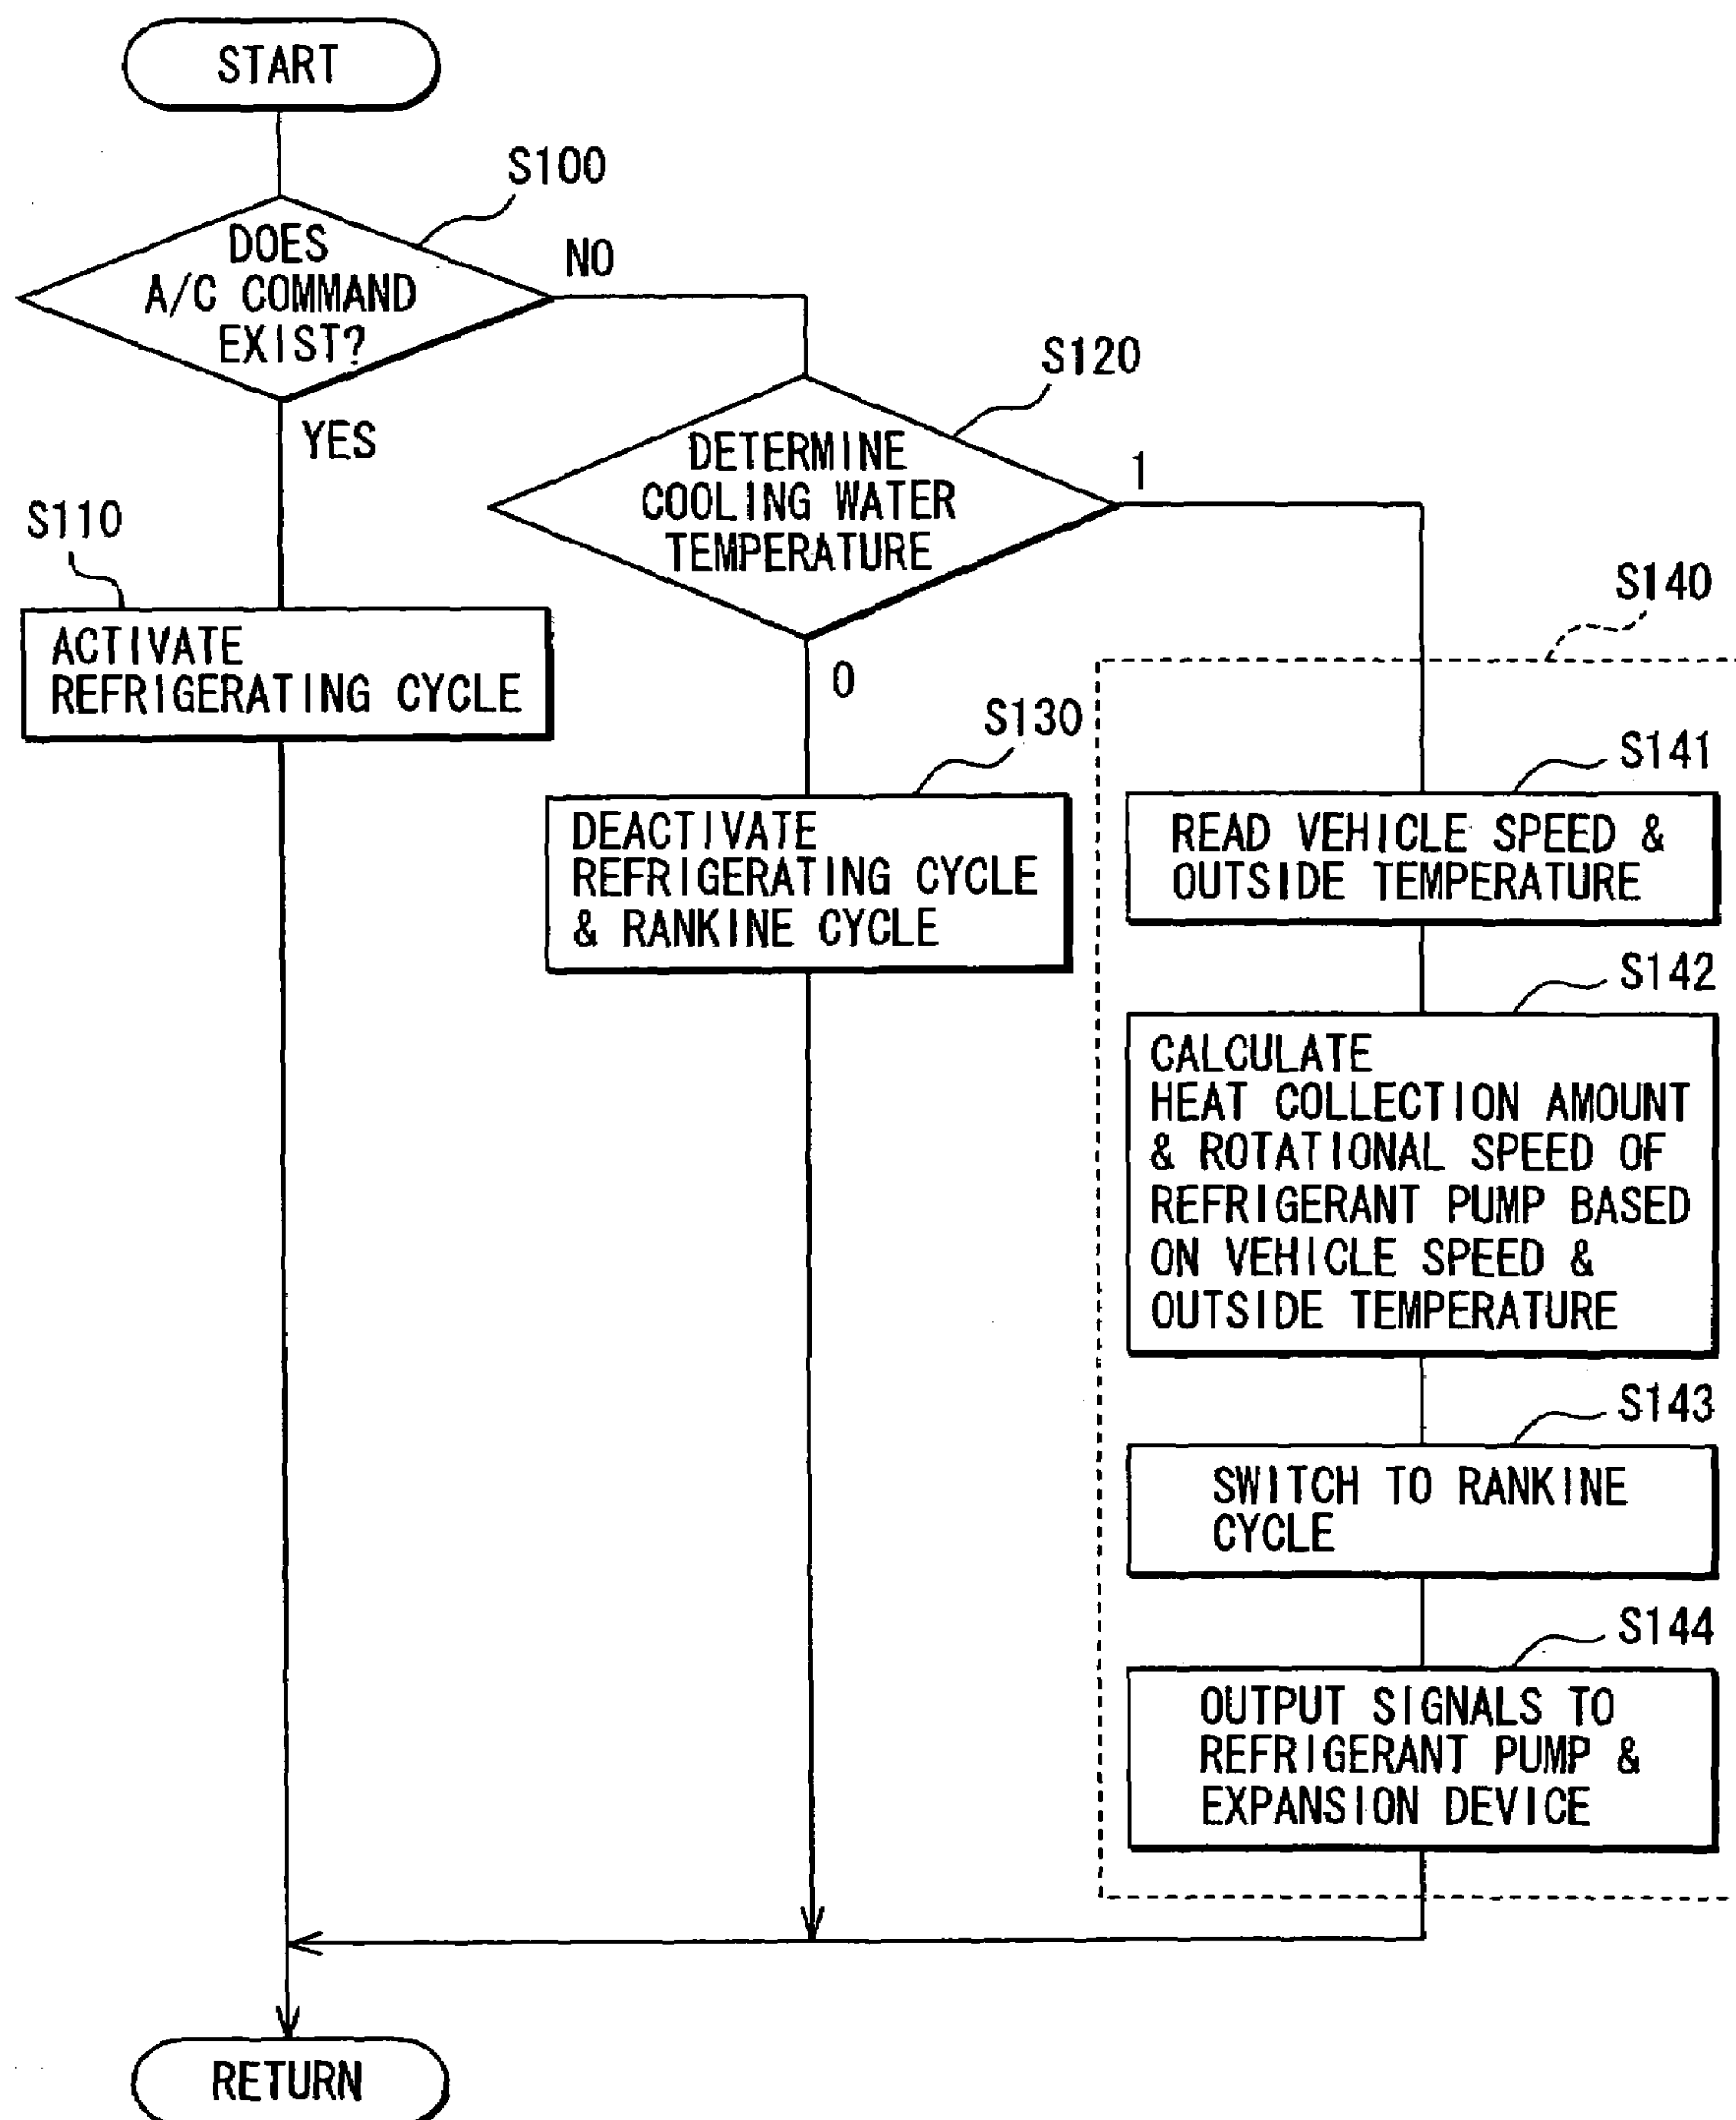 START
S100
DOES
A/C COMMAND
EXIST?
NO
YES
S110
ACTIVATE
REFRIGERATING CYCLE
S120
DETERMINE
COOLING WATER
TEMPERATURE
1
0
S130
DEACTIVATE
REFRIGERATING CYCLE
& RANKINE CYCLE
S140
S141
READ VEHICLE SPEED &
OUTSIDE TEMPERATURE
S142
CALCULATE
HEAT COLLECTION AMOUNT
& ROTATIONAL SPEED OF
REFRIGERANT PUMP BASED
ON VEHICLE SPEED &
OUTSIDE TEMPERATURE
S143
SWITCH TO RANKINE
CYCLE
S144
OUTPUT SIGNALS TO
REFRIGERANT PUMP &
EXPANSION DEVICE
RETURN